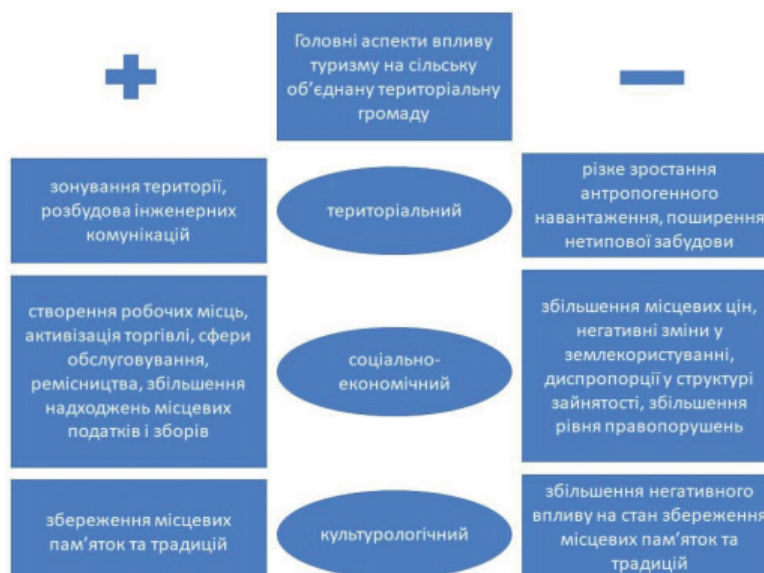 Головні аспекти впливу
туризму на сільську
об’єднану територіальну
громаду
зонування території,
розбудова інженерних
комунікацій
територіальний
різке зростання
антропогенного
навантаження, поширення
нетипової забудови
створення робочих місць,
активізація торгівлі, сфери
обслуговування,
ремісництва, збільшення
надходжень місцевих
податків і зборів
соціально-
економічний
збільшення місцевих цін,
негативні зміни у
землекористуванні,
диспропорції у структурі
зайнятості, збільшення
рівня правопорушень
збереження місцевих
пам’яток та традицій
культурологічний
збільшення негативного
впливу на стан збереження
місцевих пам’яток та
традицій